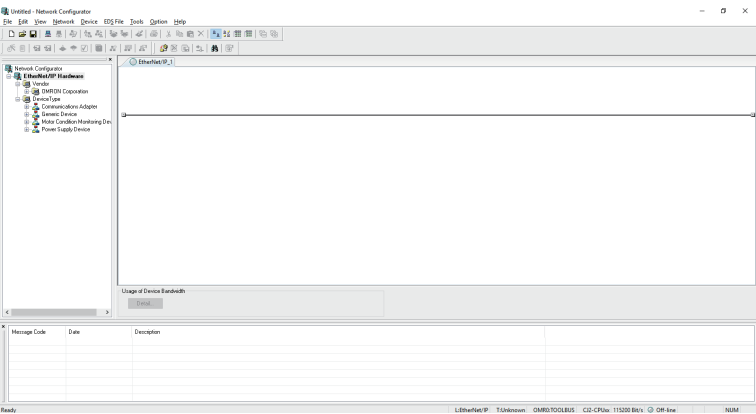 Untitled - Network Configurator
File Edit View Network Device EDS File Tools Option Help
Network Configurator
EtherNet/IP Hardware
Vendor
OMRON Corporation
DeviceType
Communications Adapter
Generic Device
Motor Condition Monitoring Dev
Power Supply Device
EtherNet/IP_1
Usage of Device Bandwidth
Detail...
Message Code Date Description
Ready L:EtherNet/IP T:Unknown OMR0:TOOLBUS CJ2-CPUxx 115200 Bit/s Off-line NUM